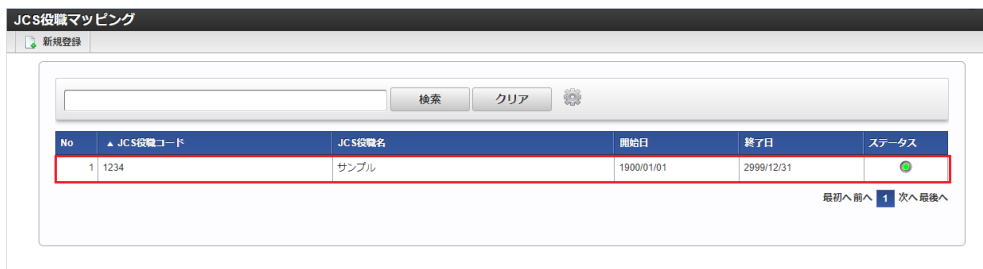 JCS役職マッピング
新規登録
検索 クリア
No ▲ JCS役職コード JCS役職名 開始日 終了日 ステータス
1 1234 サンプル 1900/01/01 2999/12/31
最初へ 前へ 1 次へ 最後へ